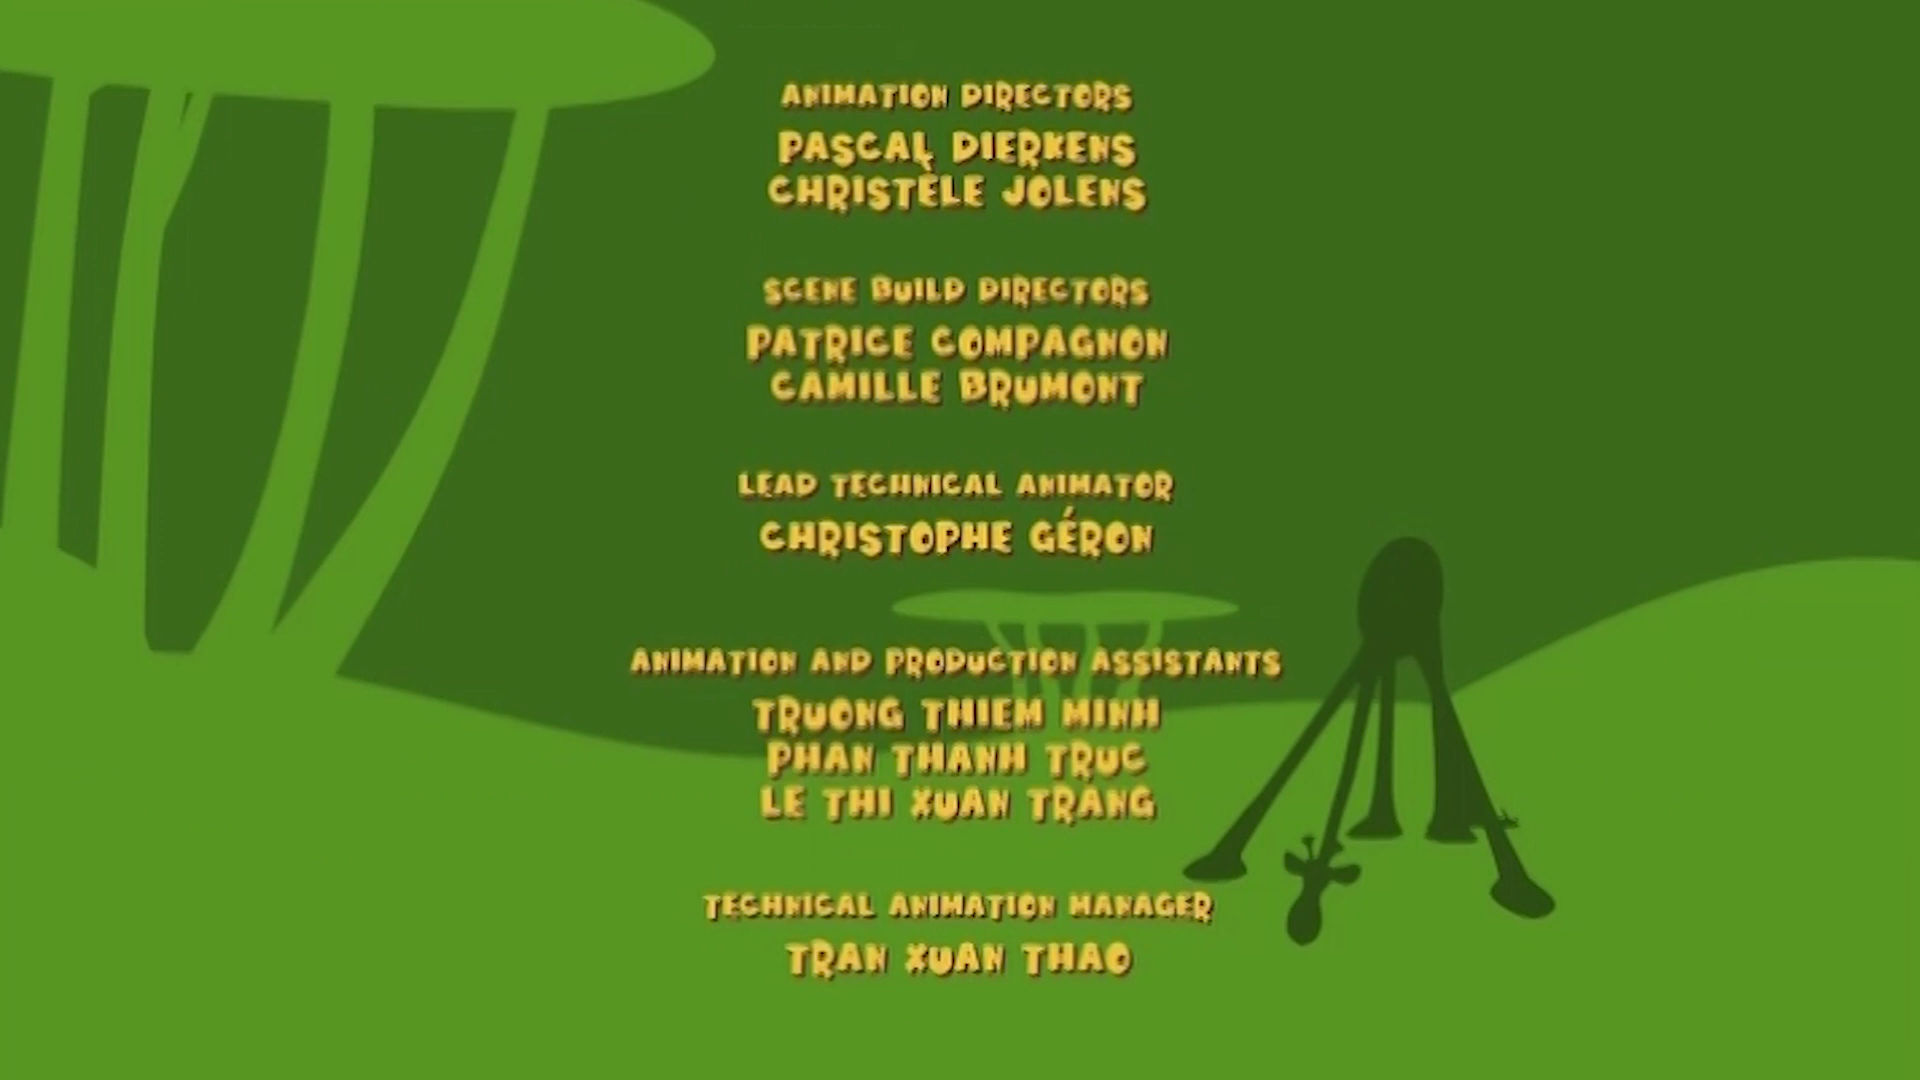 ANIMATION DIRECTORS
PASCAL DIERKENS
CHRISTÈLE JOLENS
SCENE BUILD DIRECTORS
PATRICE COMPAGNON
CAMILLE BRUMONT
LEAD TECHNICAL ANIMATOR
CHRISTOPHE GÉRON
ANIMATION AND PRODUCTION ASSISTANTS
TRUONG THIEM MINH
PHAN THANH TRUC
LE THI XUAN TRANG
TECHNICAL ANIMATION MANAGER
TRAN XUAN THAO